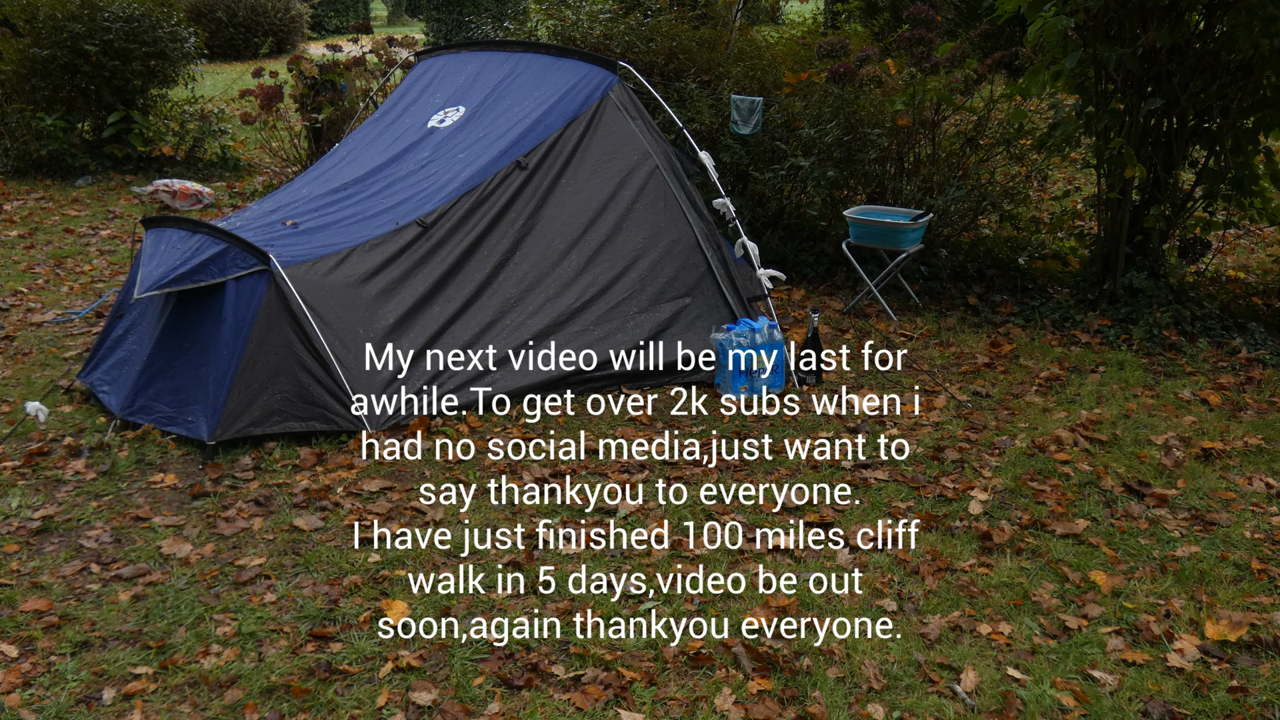 My next video will be my last for
awhile.To get over 2k subs when i
had no social media,just want to
say thankyou to everyone.
I have just finished 100 miles cliff
walk in 5 days,video be out
soon,again thankyou everyone.